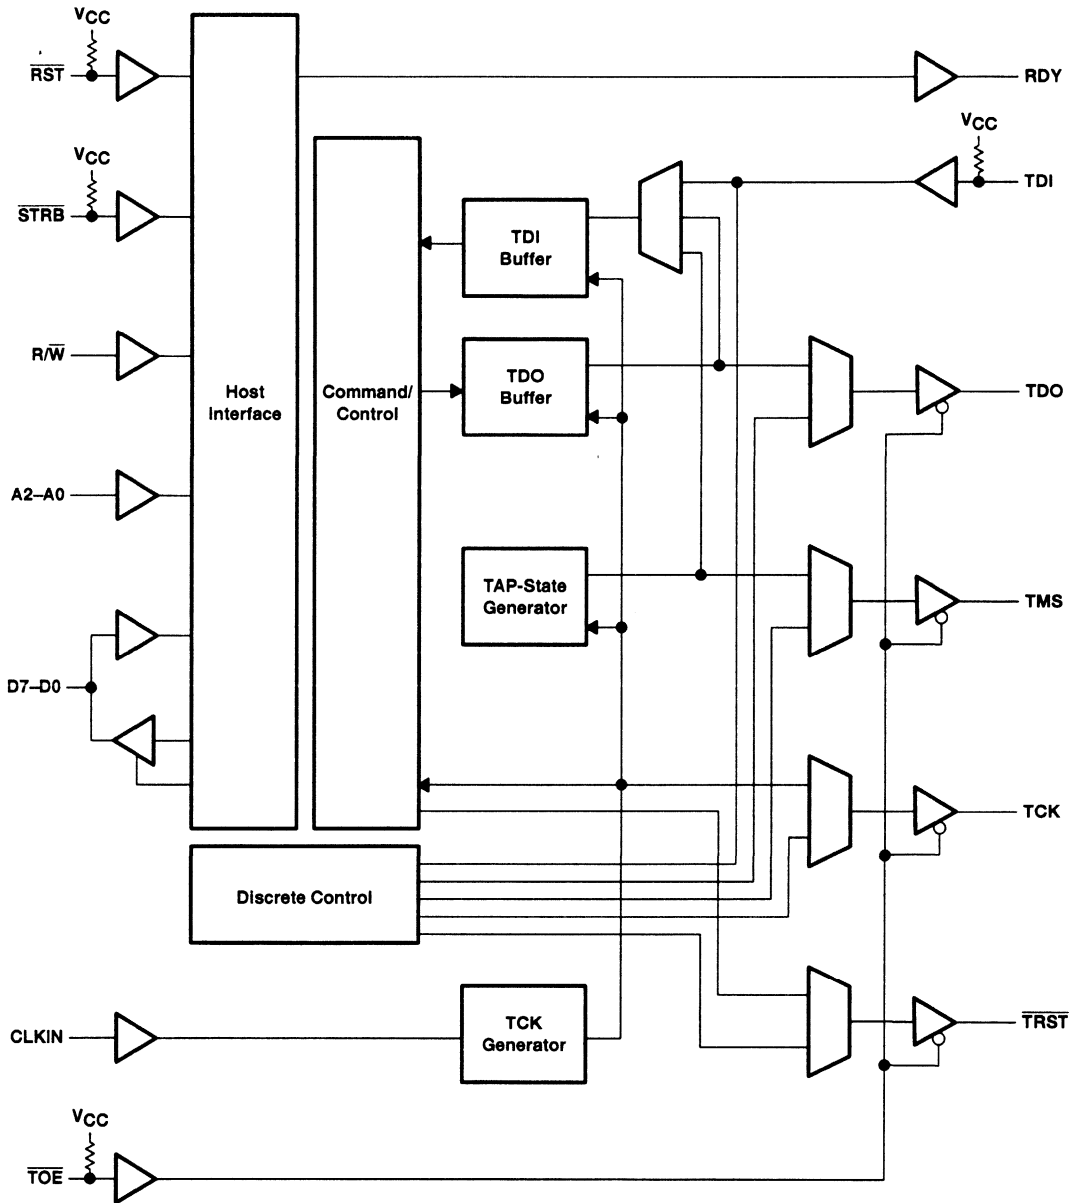 VCC
RST
RDY
VCC
TDI
VCC
STRB
TDI
Buffer
R/W
Host
Interface
Command/
Control
TDO
Buffer
TDO
A2–A0
TAP-State
Generator
TMS
D7–D0
TCK
Discrete Control
CLKIN
TCK
Generator
TRST
VCC
TOE